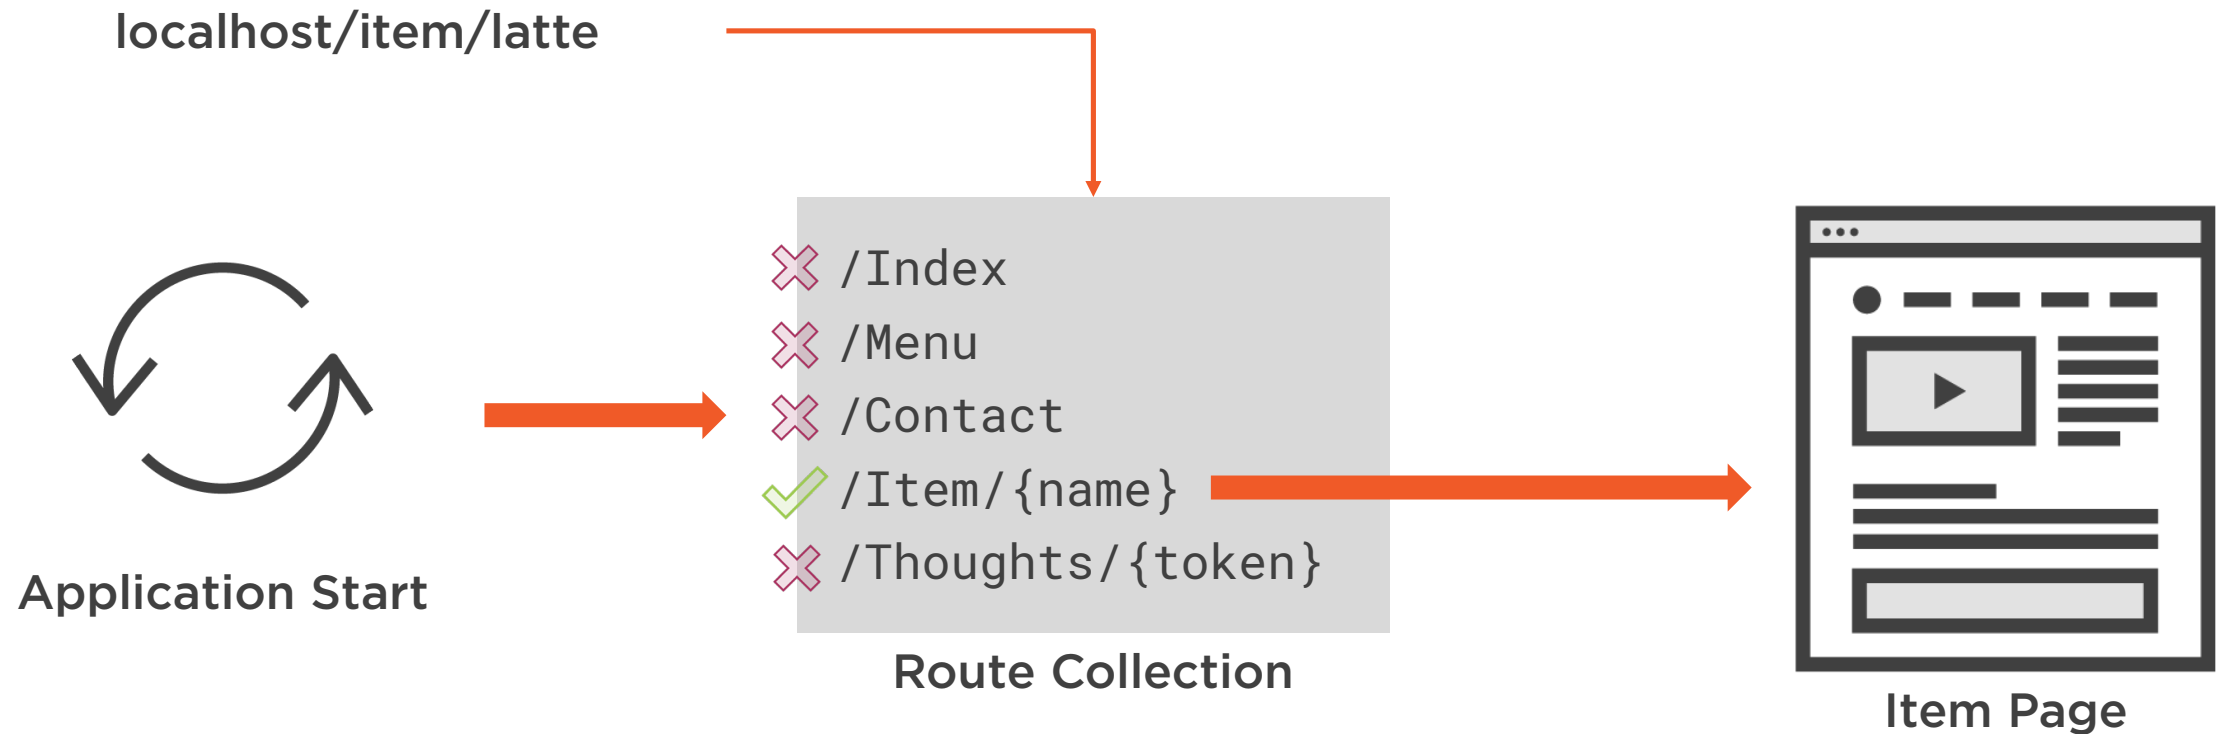 localhost/item/latte
/Index
/Menu
/Contact
/Item/{name}
/Thoughts/{token}
Application Start
Route Collection
Item Page